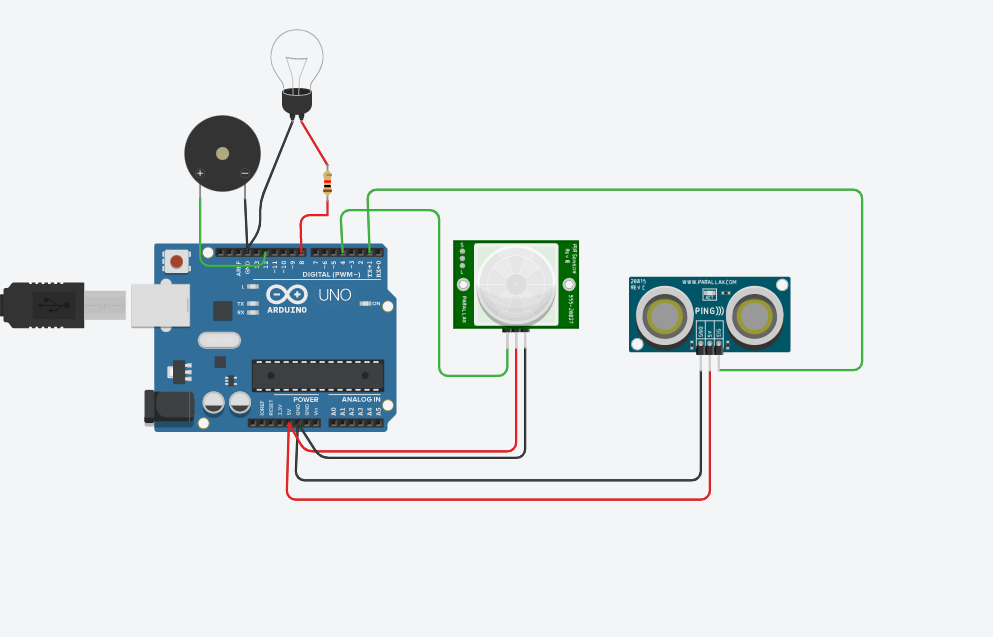 + −
AREF
GND
13
12
~11
~10
~9
8
7
~6
~5
4
~3
2
TX→1
RX←0
DIGITAL (PWM~)
L
TX
RX
UNO
ARDUINO
ON
POWER
ANALOG IN
IOREF
RESET
3.3V
5V
GND
GND
Vin
A0
A1
A2
A3
A4
A5
PIR Sensor
Rev B
PARALLAX
555-28027
28015
REV C
WWW.PARALLAX.COM
ACT
PING)))
GND
5V
SIG